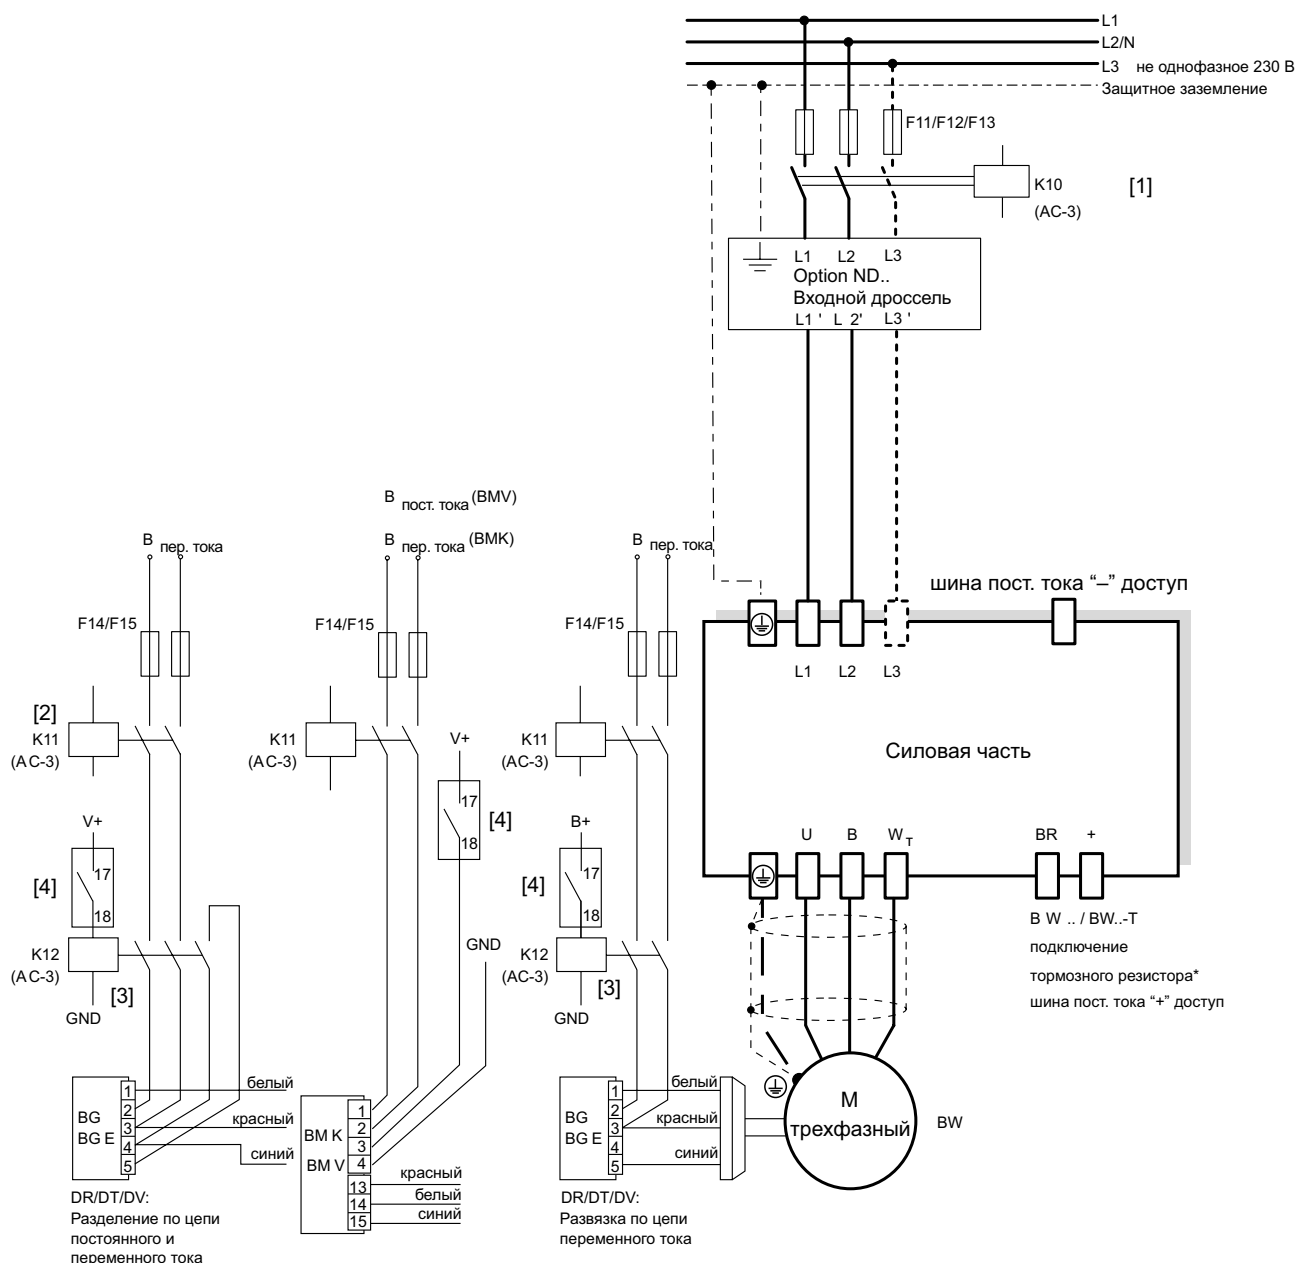 L1
L2/N
L3 не однофазное 230 В
Защитное заземление
F11/F12/F13
K10
(AC-3)
[1]
L1 L2 L3
Option ND..
Входной дроссель
L1 ' L 2' L3 '
В пост. тока (BMV)
В пер. тока
В пер. тока (BMK)
В пер. тока
шина пост. тока “–” доступ
F14/F15
F14/F15
F14/F15
L1 L2 L3
[2]
K11
(AC-3)
K11
(AC-3)
V+
K11
(AC-3)
Силовая часть
17
18
[4]
V+
B+
U В W T
BR +
[4]
17
18
[4]
17
18
B W .. / BW..-T
подключение
тормозного резистора*
шина пост. тока “+” доступ
K12
(AC-3)
[3]
GND
GND
K12
(AC-3)
[3]
GND
BG
BG E
1
2
3
4
5
белый
красный
синий
BM K
BM V
1
2
3
4
13
14
15
красный
белый
синий
BG
BG E
1
2
3
4
5
белый
красный
синий
M
трехфазный
BW
DR/DT/DV:
Разделение по цепи
постоянного и
переменного тока
DR/DT/DV:
Развязка по цепи
переменного тока